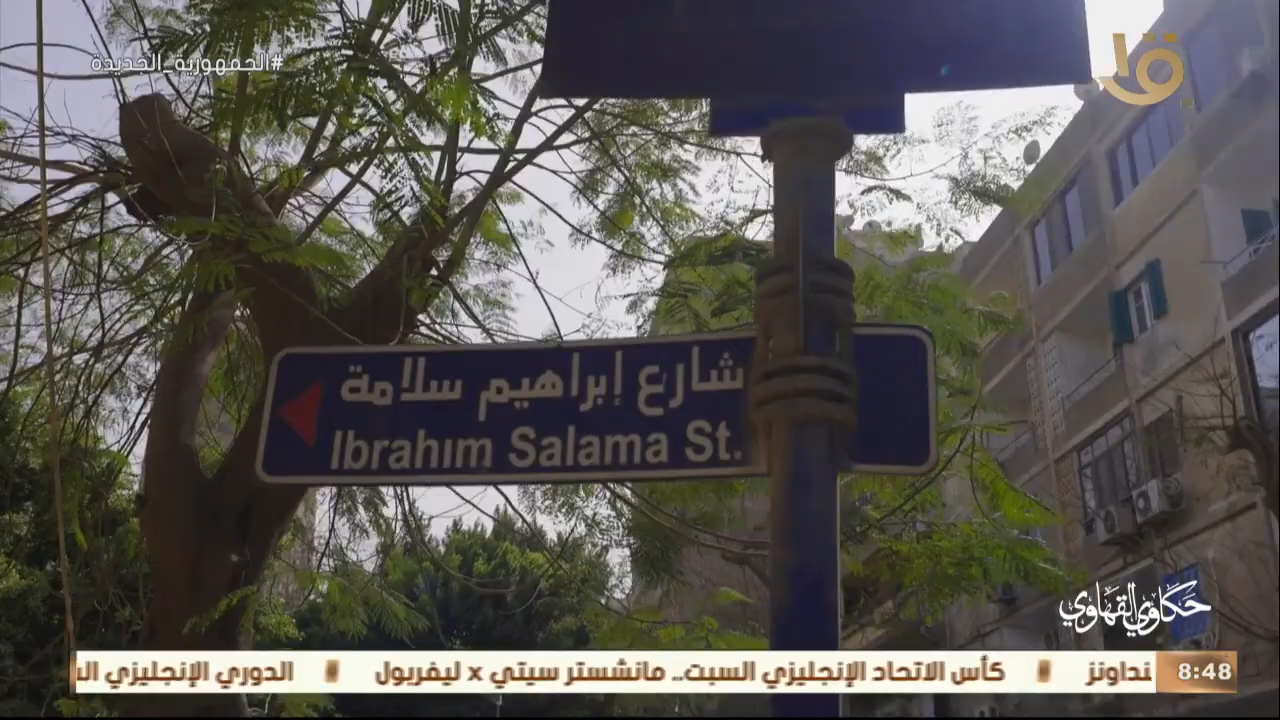 #الجمهورية_الجديدة
شارع إبراهيم سلامة
Ibrahim Salama St.
حكاوي القهاوي
كأس الاتحاد الإنجليزي السبت.. مانشستر سيتي x ليفربول
الدوري الإنجليزي
8:48